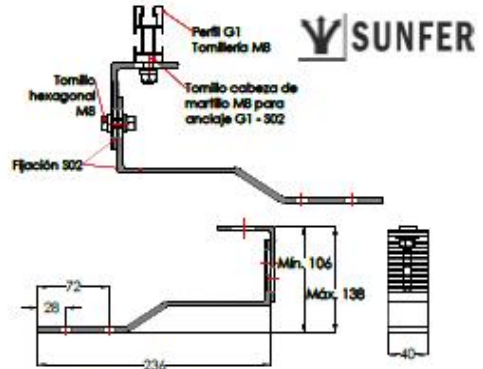 Perfil G1
Tornillería M8
SUNFER
Tornillo
hexagonal
M8
Tornillo cabeza de
martillo M8 para
anclaje G1 - S02
Fijación S02
Mín. 106
Máx. 138
72
28
236
40